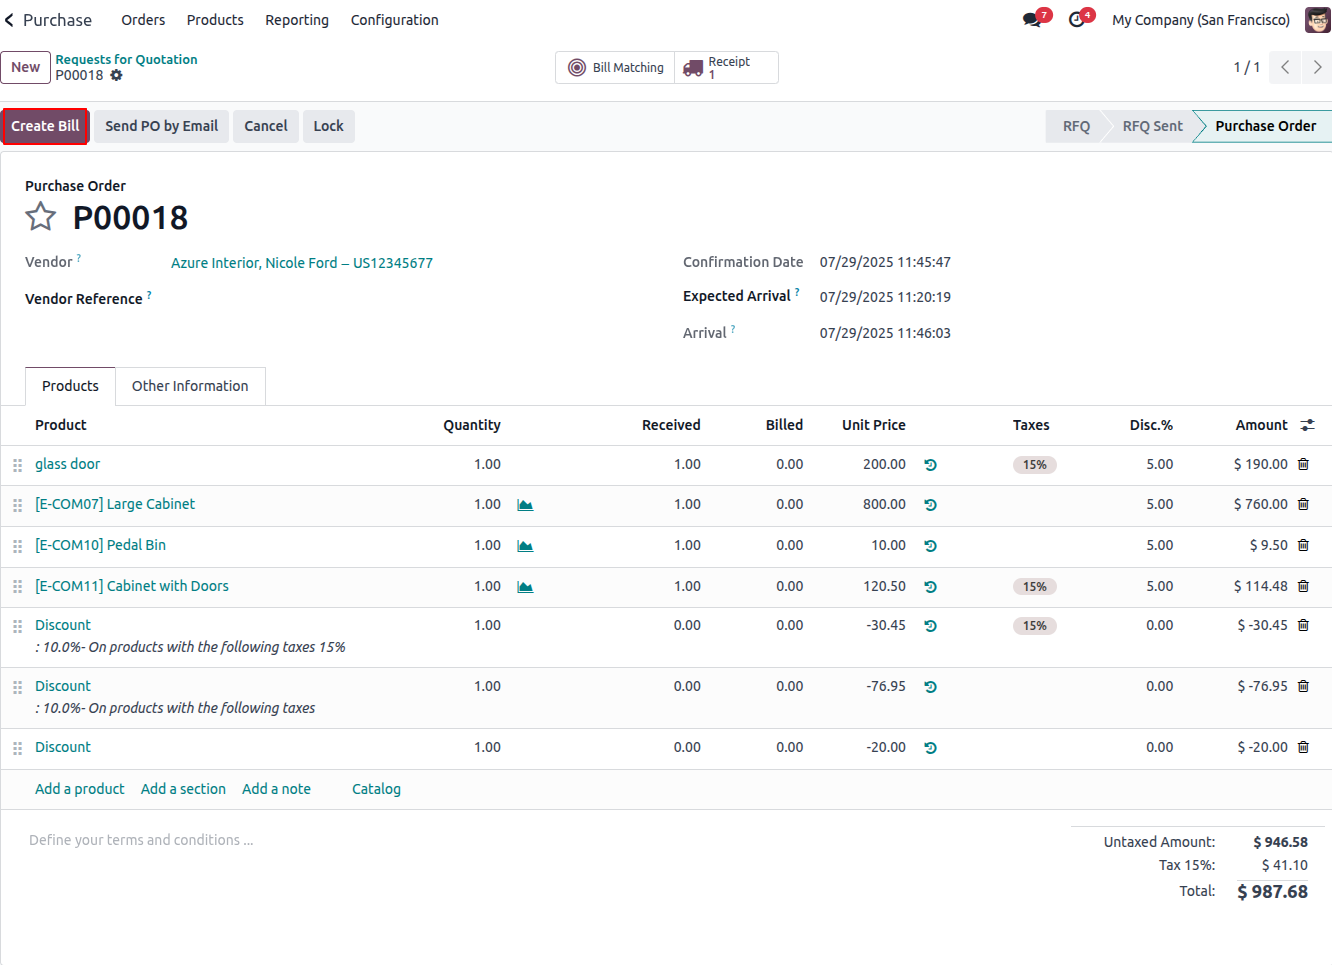 Purchase Orders Products Reporting Configuration 7 4 My Company (San Francisco)
New Requests for Quotation
P00018
Bill Matching Receipt 1 1 / 1
Create Bill Send PO by Email Cancel Lock RFQ RFQ Sent Purchase Order
Purchase Order
P00018
Vendor ? Azure Interior, Nicole Ford – US12345677
Vendor Reference ?
Confirmation Date 07/29/2025 11:45:47
Expected Arrival ? 07/29/2025 11:20:19
Arrival ? 07/29/2025 11:46:03
Products Other Information
Product Quantity Received Billed Unit Price Taxes Disc.% Amount
glass door 1.00 1.00 0.00 200.00 15% 5.00 $ 190.00
[E-COM07] Large Cabinet 1.00 1.00 0.00 800.00 5.00 $ 760.00
[E-COM10] Pedal Bin 1.00 1.00 0.00 10.00 5.00 $ 9.50
[E-COM11] Cabinet with Doors 1.00 1.00 0.00 120.50 15% 5.00 $ 114.48
Discount 1.00 0.00 0.00 -30.45 15% 0.00 $ -30.45
: 10.0%- On products with the following taxes 15%
Discount 1.00 0.00 0.00 -76.95 0.00 $ -76.95
: 10.0%- On products with the following taxes
Discount 1.00 0.00 0.00 -20.00 0.00 $ -20.00
Add a product Add a section Add a note Catalog
Define your terms and conditions ...
Untaxed Amount: $ 946.58
Tax 15%: $ 41.10
Total: $ 987.68